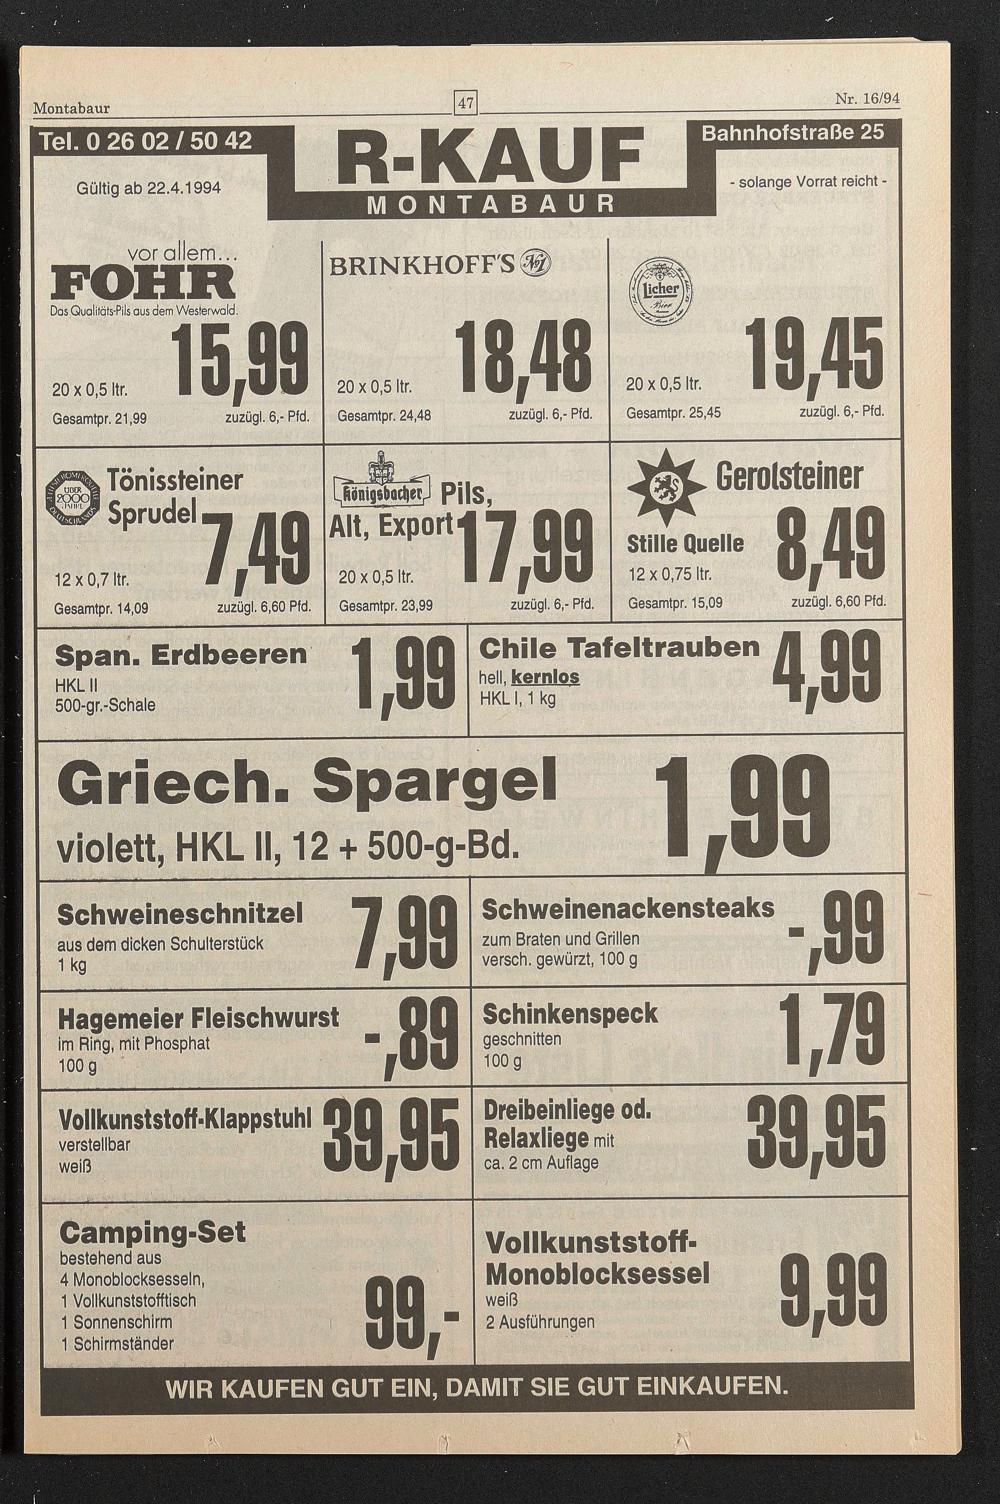 Montabaur
47
Nr. 16/94
Tel. 0 26 02 / 50 42
R-KAUF
MONTABAUR
Bahnhofstraße 25
Gültig ab 22.4.1994
- solange Vorrat reicht -
vor allem...
FOHR
Das Qualitäts-Pils aus dem Westerwald.
15,99
20 x 0,5 ltr.
Gesamtpr. 21,99
zuzügl. 6,- Pfd.
BRINKHOFF'S No1
18,48
20 x 0,5 ltr.
Gesamtpr. 24,48
zuzügl. 6,- Pfd.
Licher
Bier
19,45
20 x 0,5 ltr.
Gesamtpr. 25,45
zuzügl. 6,- Pfd.
ÜBER
2000
JAHRE
Tönissteiner
Sprudel
7,49
12 x 0,7 ltr.
Gesamtpr. 14,09
zuzügl. 6,60 Pfd.
Königsbacher Pils,
Alt, Export
17,99
20 x 0,5 ltr.
Gesamtpr. 23,99
zuzügl. 6,- Pfd.
Gerolsteiner
Stille Quelle
8,49
12 x 0,75 ltr.
Gesamtpr. 15,09
zuzügl. 6,60 Pfd.
Span. Erdbeeren
HKL II
500-gr.-Schale
1,99
Chile Tafeltrauben
hell, kernlos
HKL I, 1 kg
4,99
Griech. Spargel
violett, HKL II, 12 + 500-g-Bd.
1,99
Schweineschnitzel
aus dem dicken Schulterstück
1 kg
7,99
Schweinenackensteaks
zum Braten und Grillen
versch. gewürzt, 100 g
-,99
Hagemeier Fleischwurst
im Ring, mit Phosphat
100 g
-,89
Schinkenspeck
geschnitten
100 g
1,79
Vollkunststoff-Klappstuhl
verstellbar
weiß
39,95
Dreibeinliege od.
Relaxliege mit
ca. 2 cm Auflage
39,95
Camping-Set
bestehend aus
4 Monoblocksesseln,
1 Vollkunststofftisch
1 Sonnenschirm
1 Schirmständer
99,-
Vollkunststoff-
Monoblocksessel
weiß
2 Ausführungen
9,99
WIR KAUFEN GUT EIN, DAMIT SIE GUT EINKAUFEN.